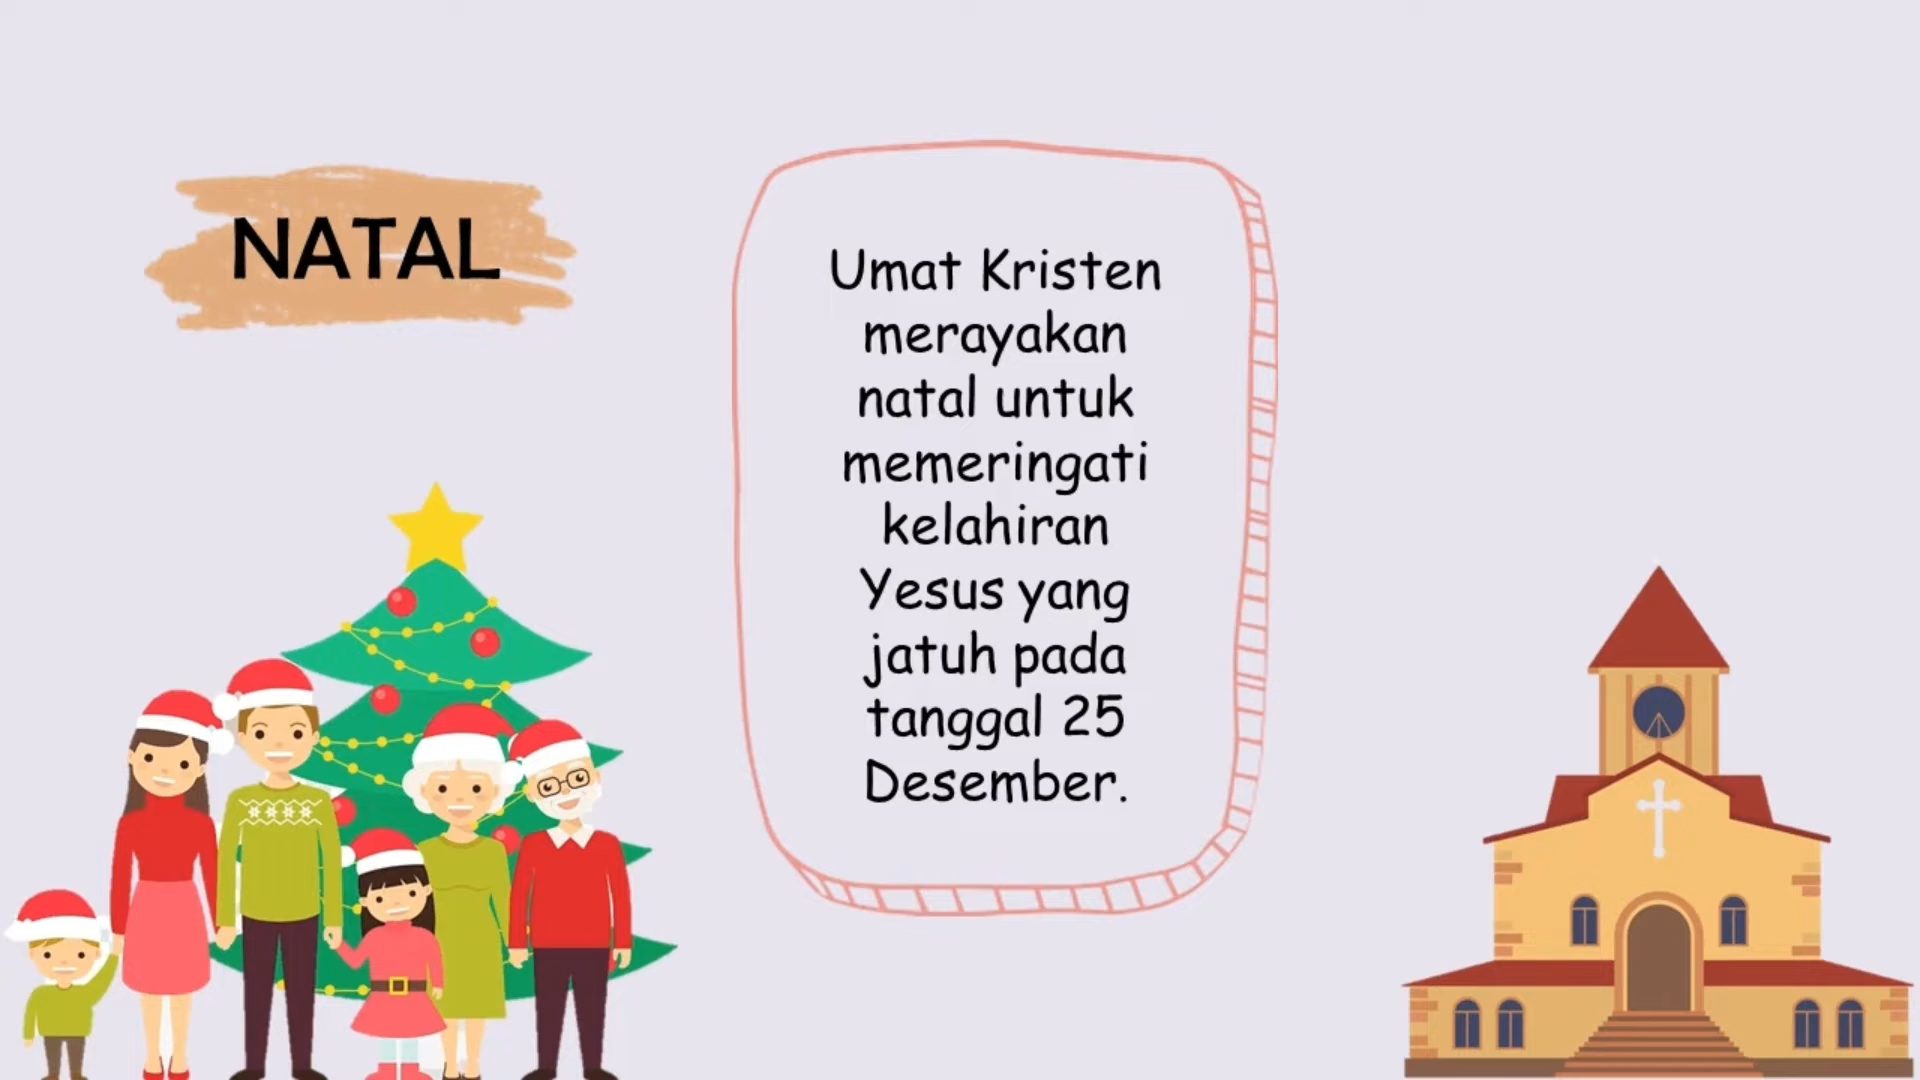 NATAL
Umat Kristen
merayakan
natal untuk
memeringati
kelahiran
Yesus yang
jatuh pada
tanggal 25
Desember.